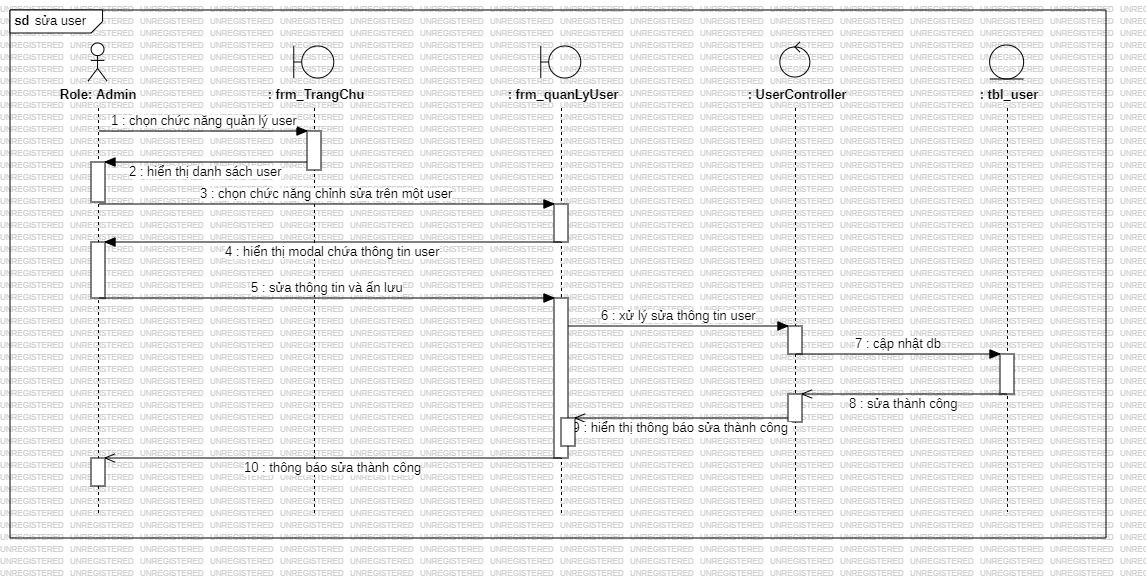 sd sửa user
Role: Admin
: frm_TrangChu
: frm_quanLyUser
: UserController
: tbl_user
1 : chọn chức năng quản lý user
2 : hiển thị danh sách user
3 : chọn chức năng chỉnh sửa trên một user
4 : hiển thị modal chứa thông tin user
5 : sửa thông tin và ấn lưu
6 : xử lý sửa thông tin user
7 : cập nhật db
8 : sửa thành công
9 : hiển thị thông báo sửa thành công
10 : thông báo sửa thành công
UNREGISTERED